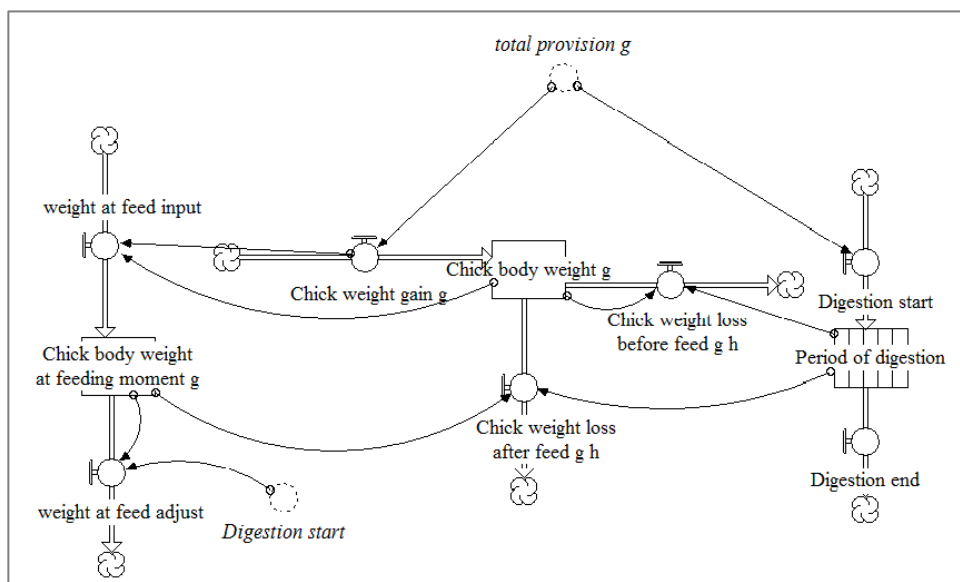 total provision g
weight at feed input
Chick body weight g
Chick weight gain g
Digestion start
Chick weight loss
before feed g h
Chick body weight
at feeding moment g
Period of digestion
Chick weight loss
after feed g h
Digestion end
weight at feed adjust
Digestion start